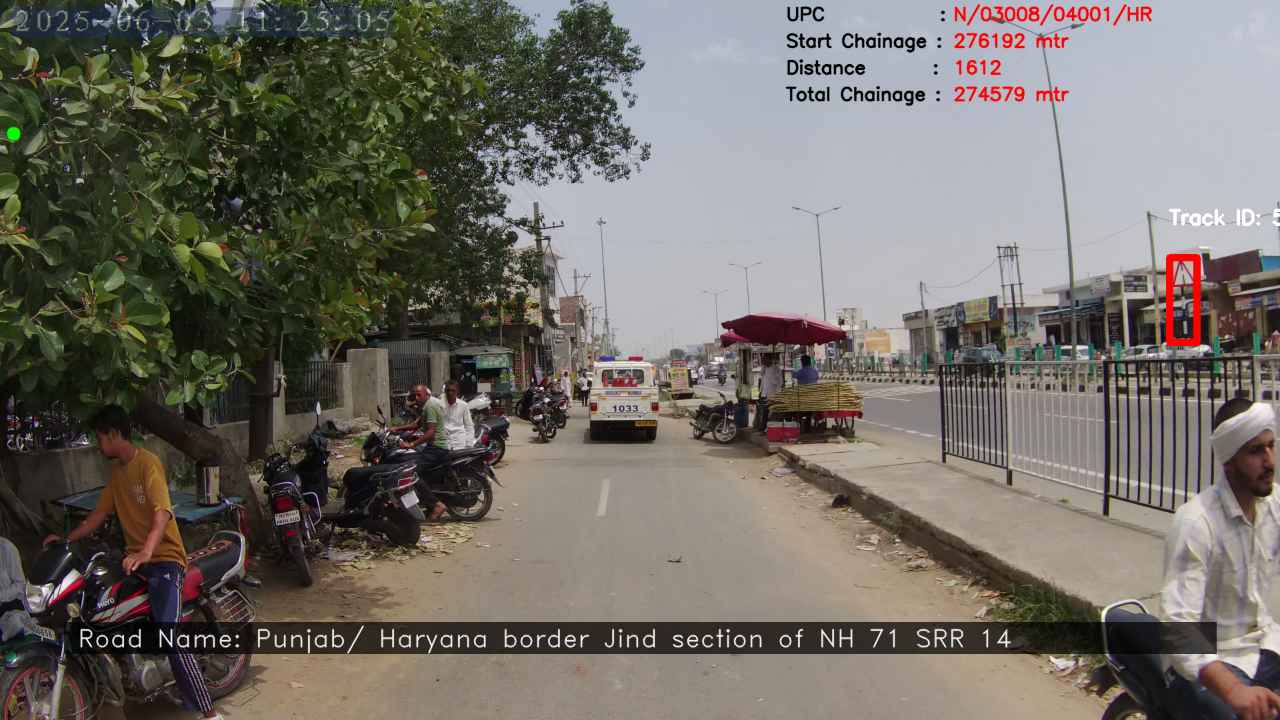 2025-06-03 11:25:05
UPC : N/03008/04001/HR
Start Chainage : 276192 mtr
Distance : 1612
Total Chainage : 274579 mtr
Track ID: 5
1033
Road Name: Punjab/ Haryana border Jind section of NH 71 SRR 14